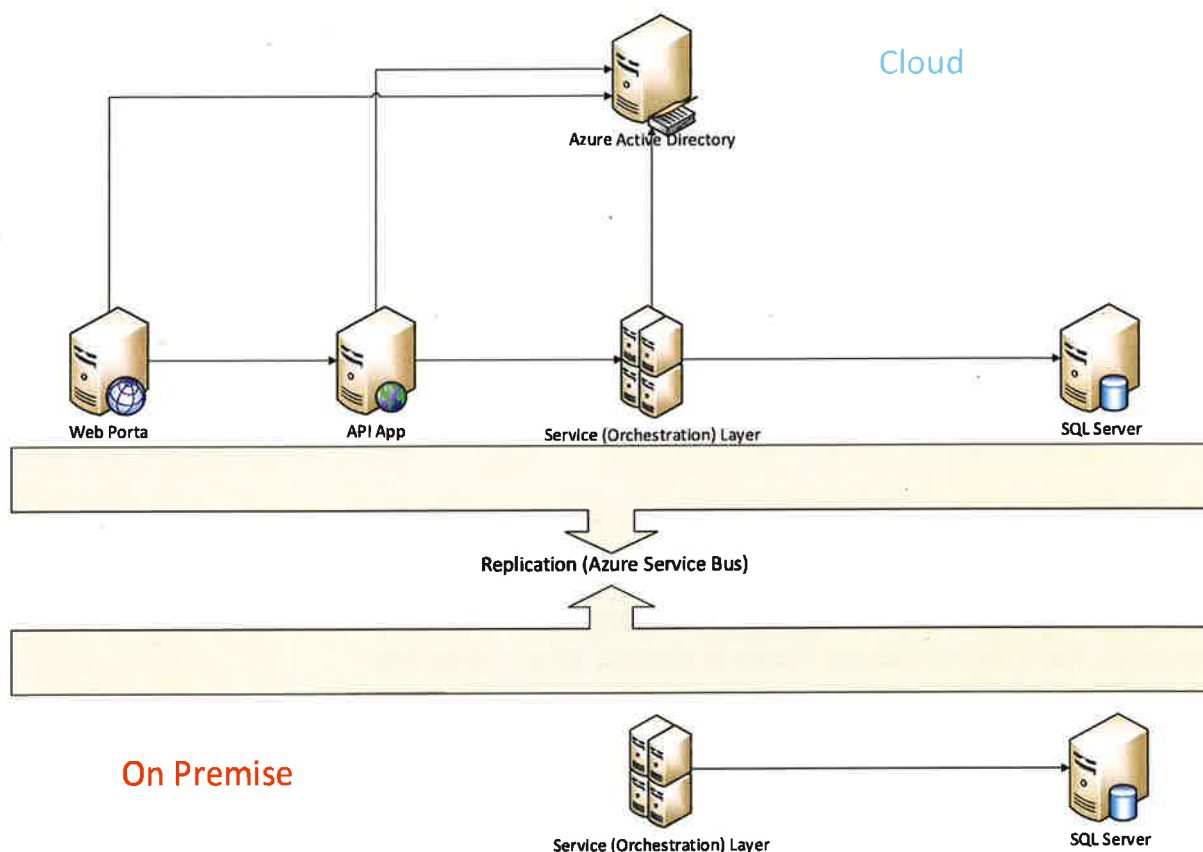 Cloud
Azure Active Directory
Web Porta
API App
Service (Orchestration) Layer
SQL Server
Replication (Azure Service Bus)
On Premise
Service (Orchestration) Layer
SQL Server